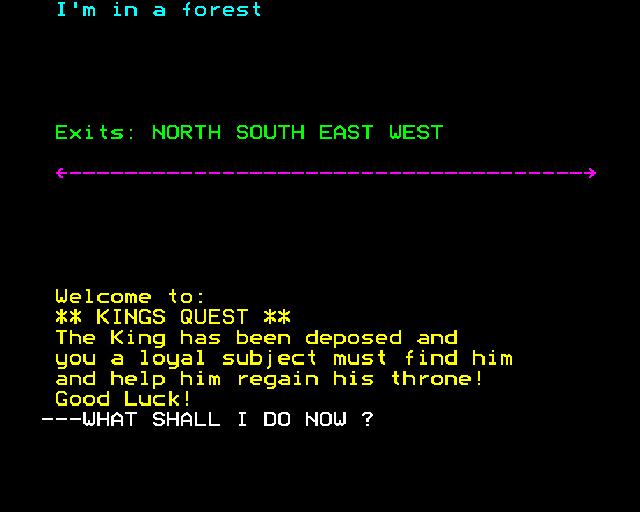 I'm in a forest
Exits: NORTH SOUTH EAST WEST
<--------------------------------------->
Welcome to:
** KINGS QUEST **
The King has been deposed and
you a loyal subject must find him
and help him regain his throne!
Good Luck!
---WHAT SHALL I DO NOW ?